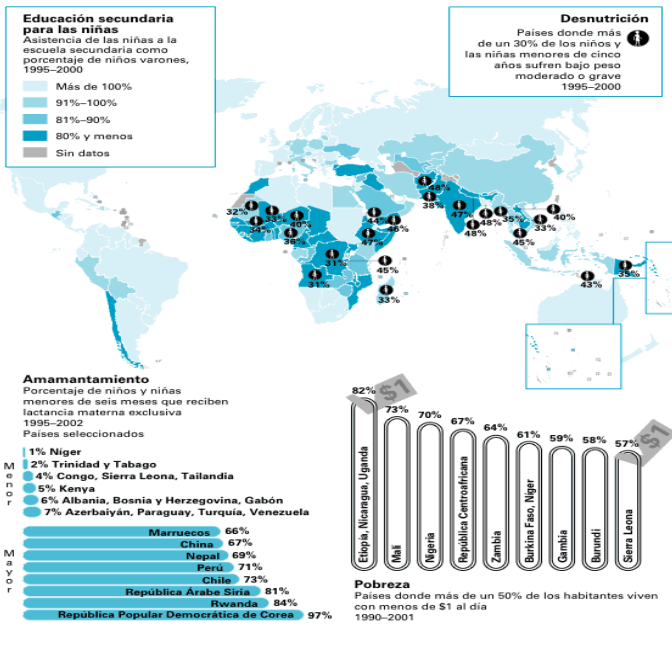 Educación secundaria
para las niñas
Asistencia de las niñas a la
escuela secundaria como
porcentaje de niños varones,
1995–2000
Más de 100%
91%–100%
81%–90%
80% y menos
Sin datos
Desnutrición
Países donde más
de un 30% de los niños y
las niñas menores de cinco
años sufren bajo peso
moderado o grave
1995–2000
32%
33%
34%
40%
36%
31%
31%
44%
46%
47%
45%
33%
48%
38%
47%
48%
48%
35%
45%
33%
40%
43%
35%
Amamantamiento
Porcentaje de niños y niñas
menores de seis meses que reciben
lactancia materna exclusiva
1995–2002
Países seleccionados
Menor
1% Níger
2% Trinidad y Tabago
4% Congo, Sierra Leona, Tailandia
5% Kenya
6% Albania, Bosnia y Herzegovina, Gabón
7% Azerbaiyán, Paraguay, Turquía, Venezuela
Mayor
Marruecos 66%
China 67%
Nepal 69%
Perú 71%
Chile 73%
República Árabe Siria 81%
Rwanda 84%
República Popular Democrática de Corea 97%
82% $1
73%
70%
67%
64%
61%
59%
58%
57% $1
Etiopia, Nicaragua, Uganda
Malí
Nigeria
República Centroafricana
Zambia
Burkina Faso, Níger
Gambia
Burundi
Sierra Leona
Pobreza
Países donde más de un 50% de los habitantes viven
con menos de $1 al día
1990–2001